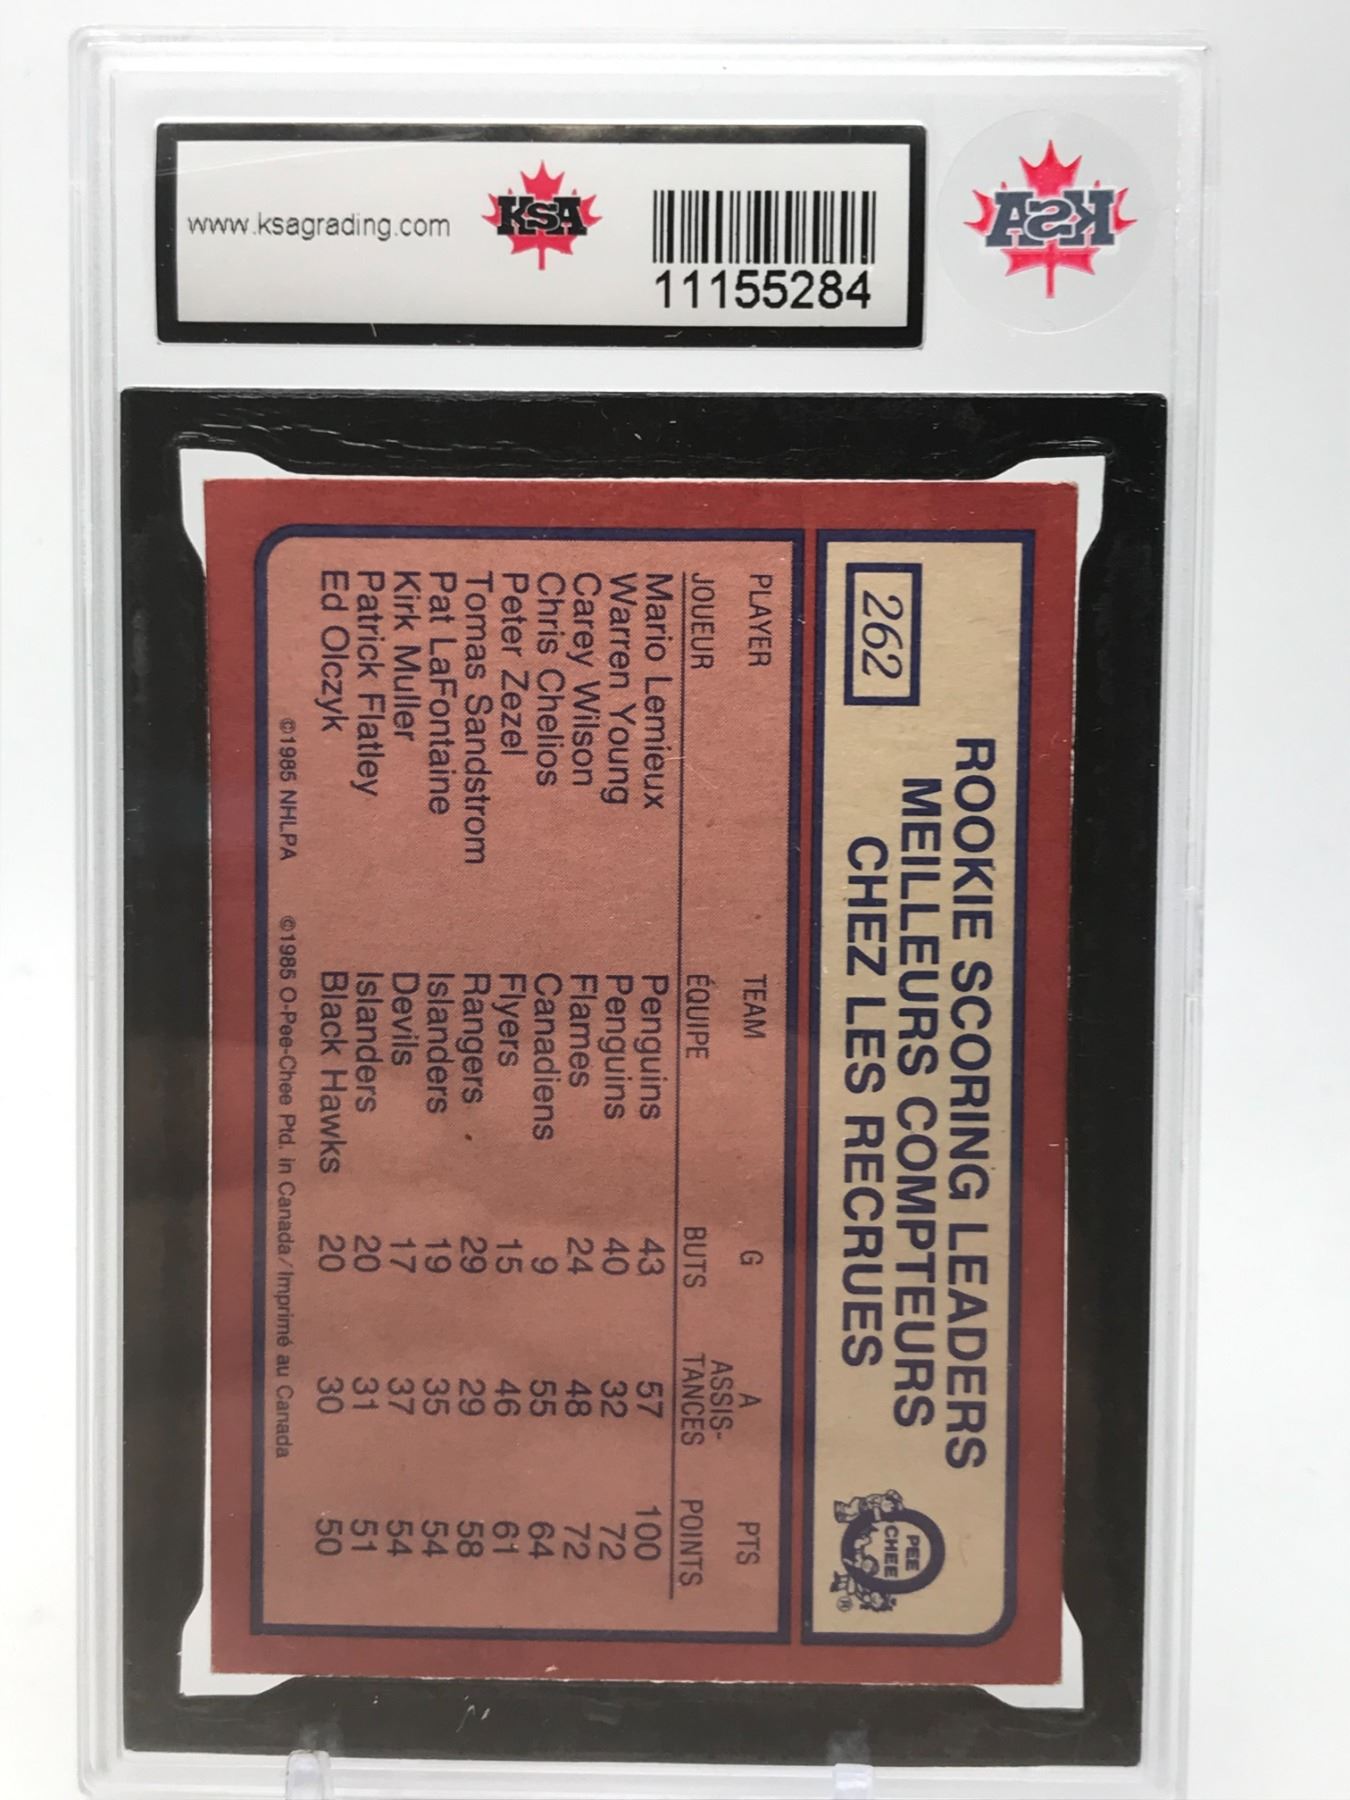 www.ksagrading.com
KSA
11155284
KSA
262
ROOKIE SCORING LEADERS
MEILLEURS COMPTEURS
CHEZ LES RECRUES
O
PEE
CHEE
®
PLAYER TEAM G A PTS
JOUEUR ÉQUIPE BUTS ASSIS-
TANCES POINTS
Mario Lemieux Penguins 43 57 100
Warren Young Penguins 40 32 72
Carey Wilson Flames 24 48 72
Chris Chelios Canadiens 9 55 64
Peter Zezel Flyers 15 46 61
Tomas Sandstrom Rangers 29 29 58
Pat LaFontaine Islanders 19 35 54
Kirk Muller Devils 17 37 54
Patrick Flatley Islanders 20 31 51
Ed Olczyk Black Hawks 20 30 50
©1985 NHLPA ©1985 O-Pee-Chee Ptd. in Canada / Imprimé au Canada